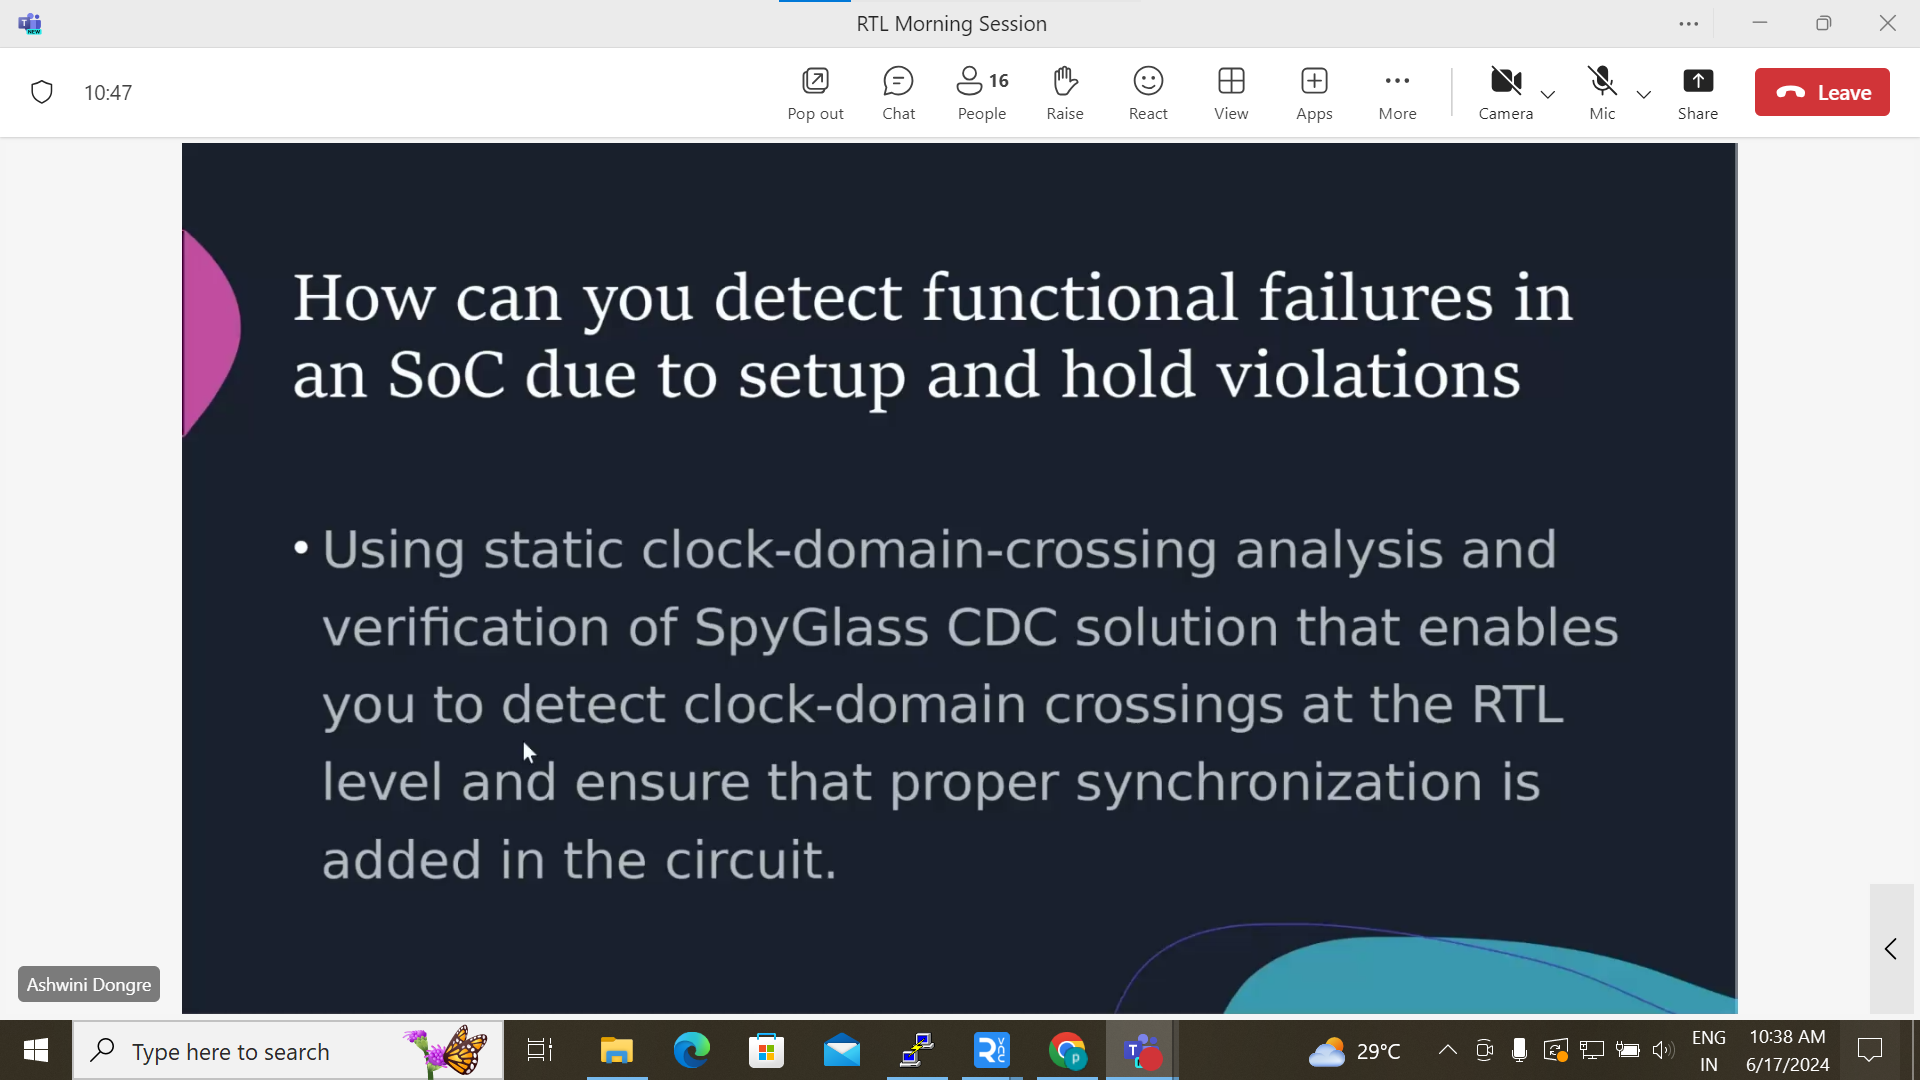 RTL Morning Session
NEW
10:47
Pop out
Chat
16
People
Raise
React
View
Apps
More
Camera
Mic
Share
Leave
How can you detect functional failures in
an SoC due to setup and hold violations
• Using static clock-domain-crossing analysis and
verification of SpyGlass CDC solution that enables
you to detect clock-domain crossings at the RTL
level and ensure that proper synchronization is
added in the circuit.
Ashwini Dongre
Type here to search
29°C
ENG
IN
10:38 AM
6/17/2024